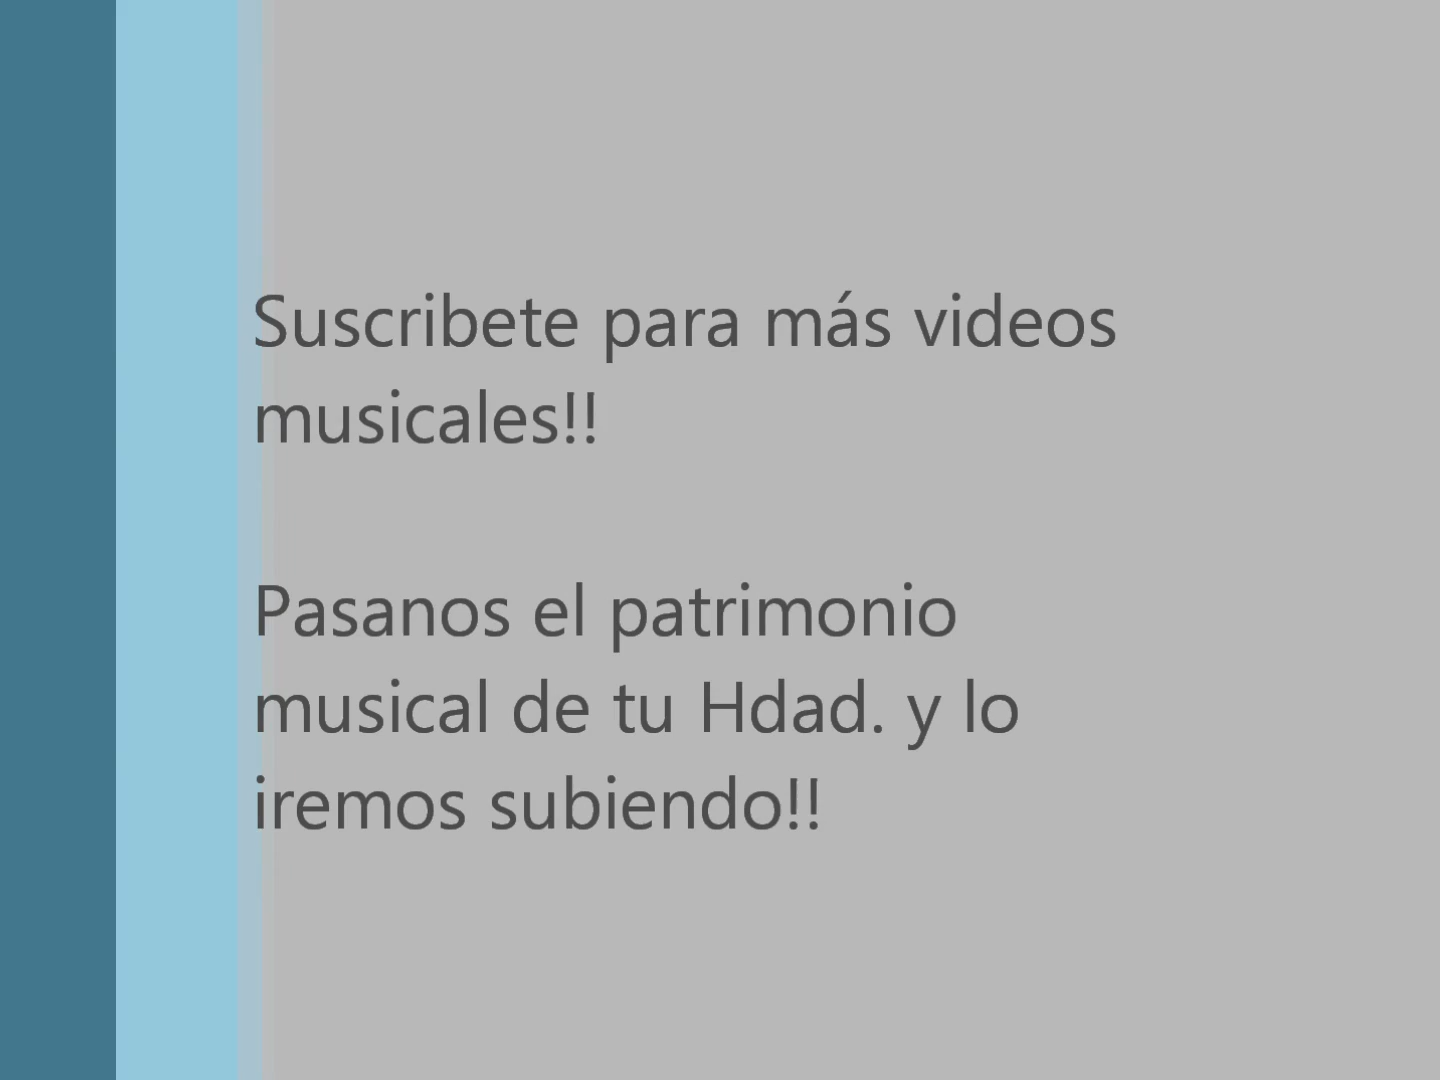 Suscribete para más videos
musicales!!
Pasanos el patrimonio
musical de tu Hdad. y lo
iremos subiendo!!